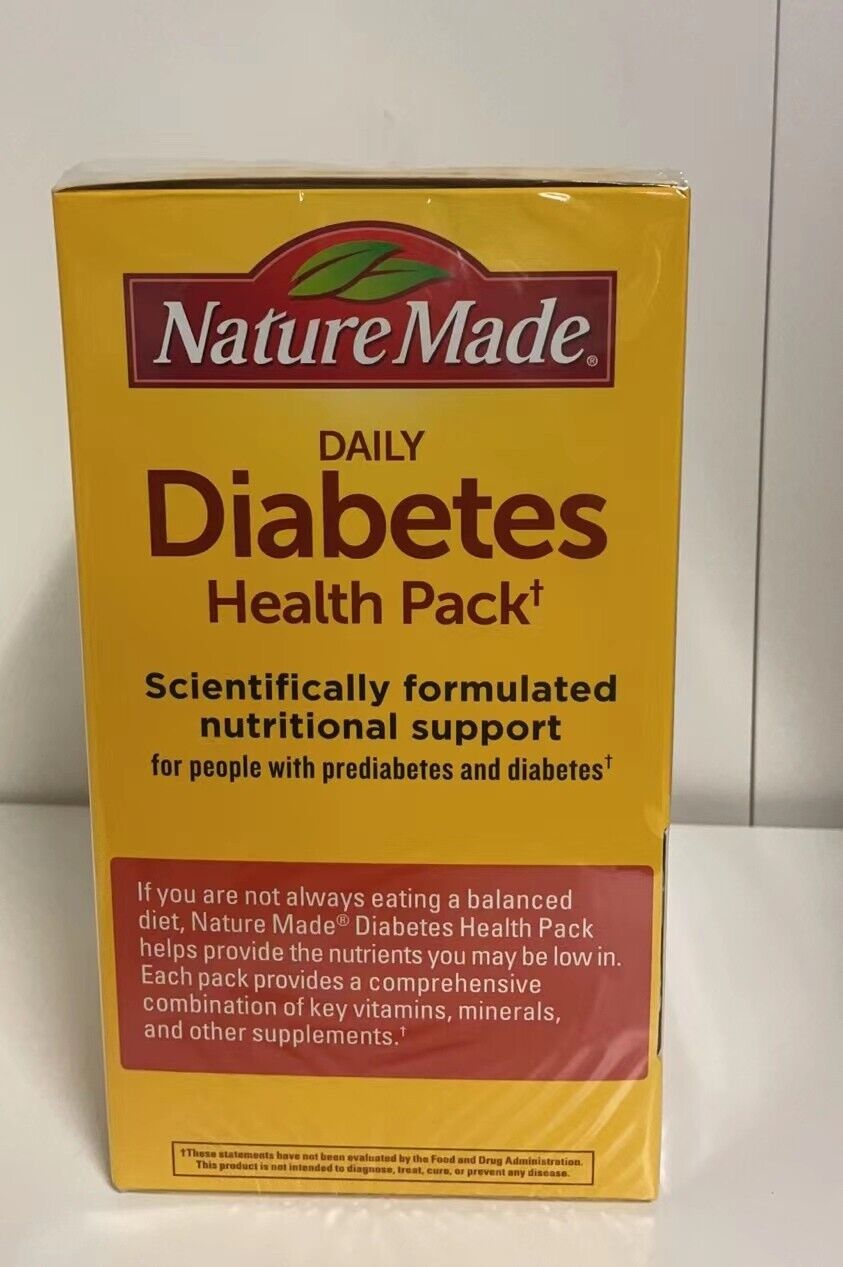 Nature Made®
DAILY
Diabetes
Health Pack†
Scientifically formulated
nutritional support
for people with prediabetes and diabetes†
If you are not always eating a balanced
diet, Nature Made® Diabetes Health Pack
helps provide the nutrients you may be low in.
Each pack provides a comprehensive
combination of key vitamins, minerals,
and other supplements.†
†These statements have not been evaluated by the Food and Drug Administration.
This product is not intended to diagnose, treat, cure, or prevent any disease.